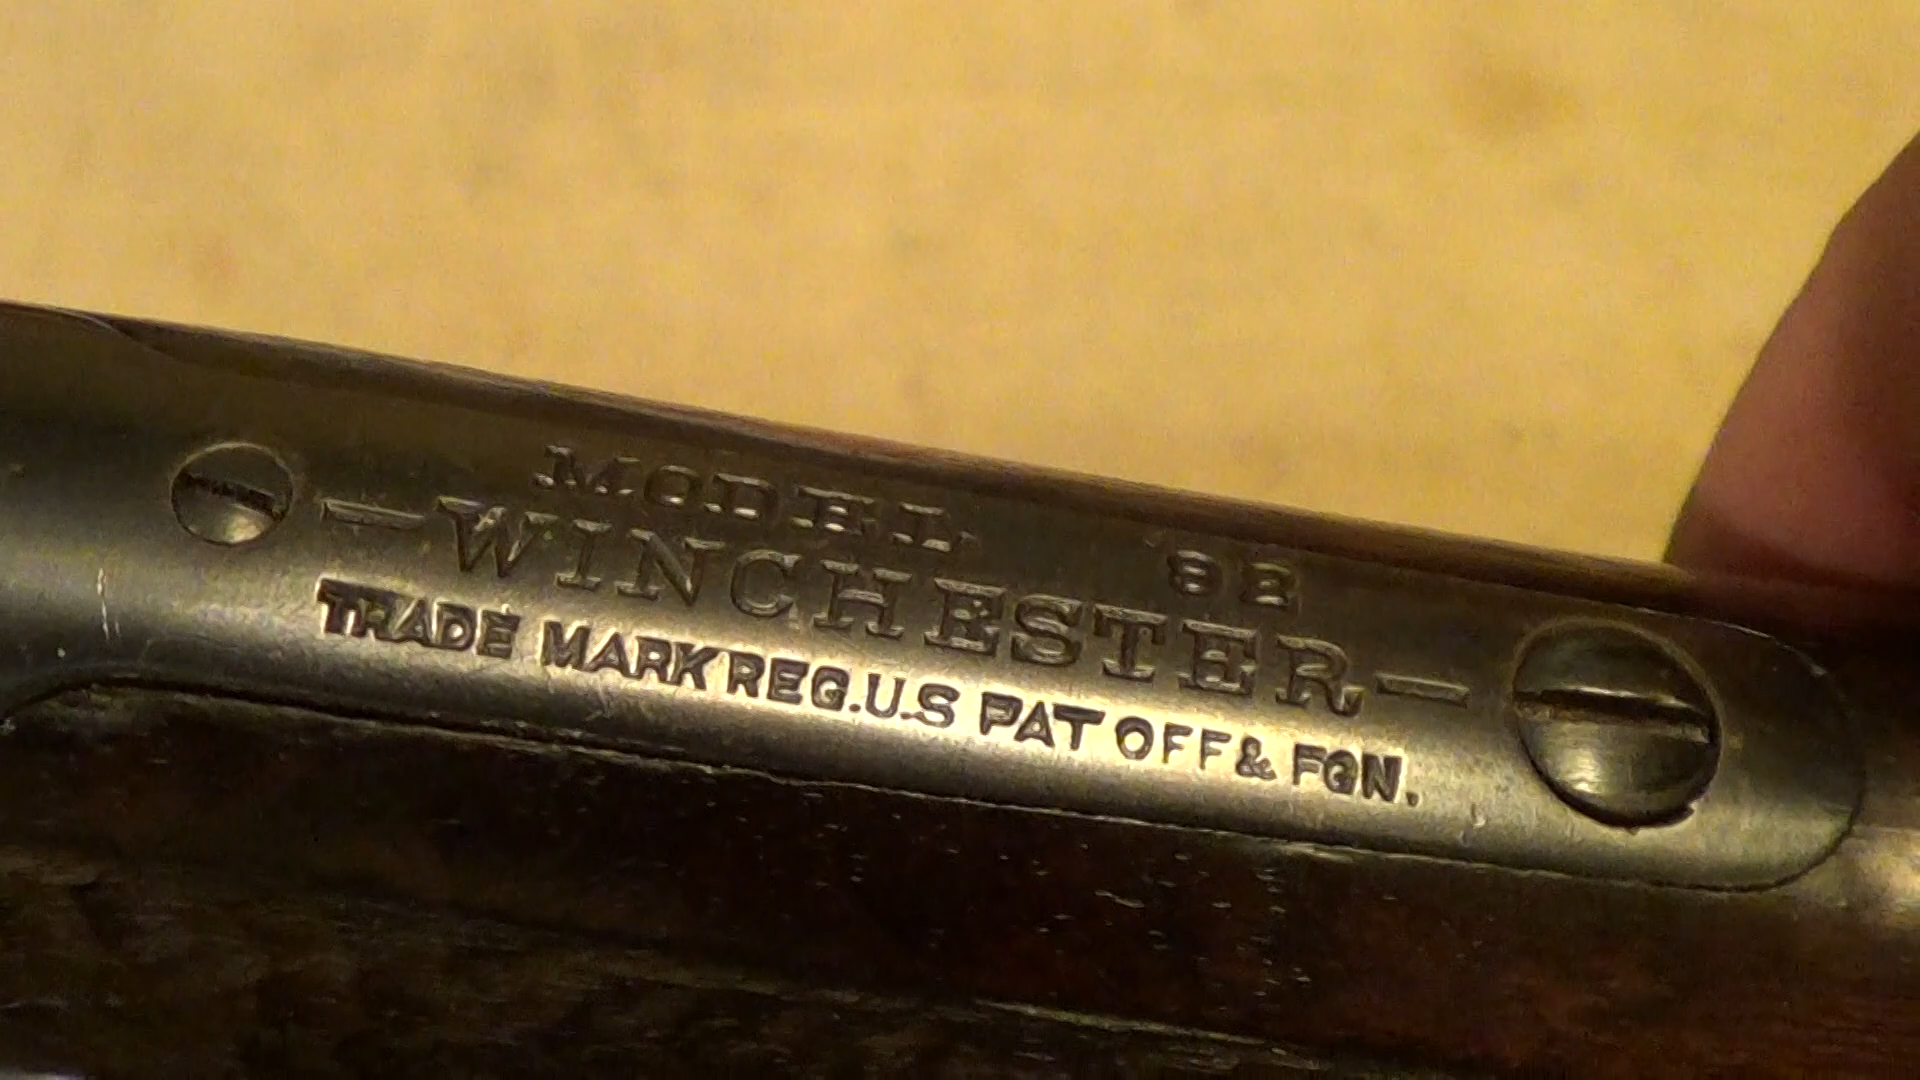 MODEL 92
—WINCHESTER—
TRADE MARK REG. U.S PAT OFF & FGN.